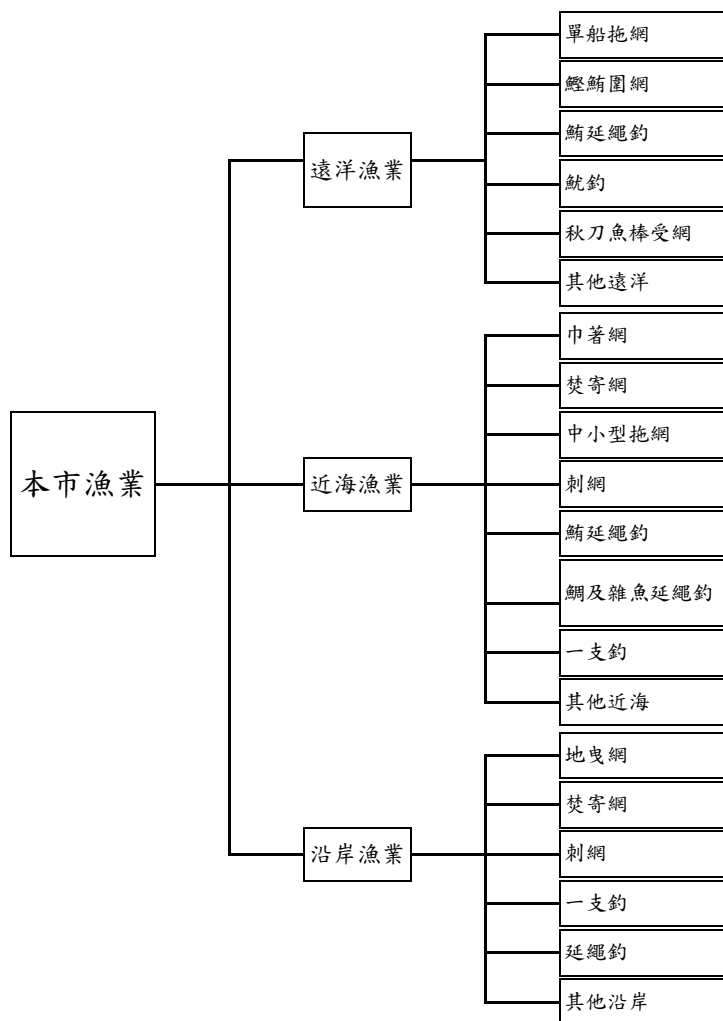 本市漁業
遠洋漁業
單船拖網
鰹鮪圍網
鮪延繩釣
魷釣
秋刀魚棒受網
其他遠洋
近海漁業
巾著網
焚寄網
中小型拖網
刺網
鮪延繩釣
鯛及雜魚延繩釣
一支釣
其他近海
沿岸漁業
地曳網
焚寄網
刺網
一支釣
延繩釣
其他沿岸